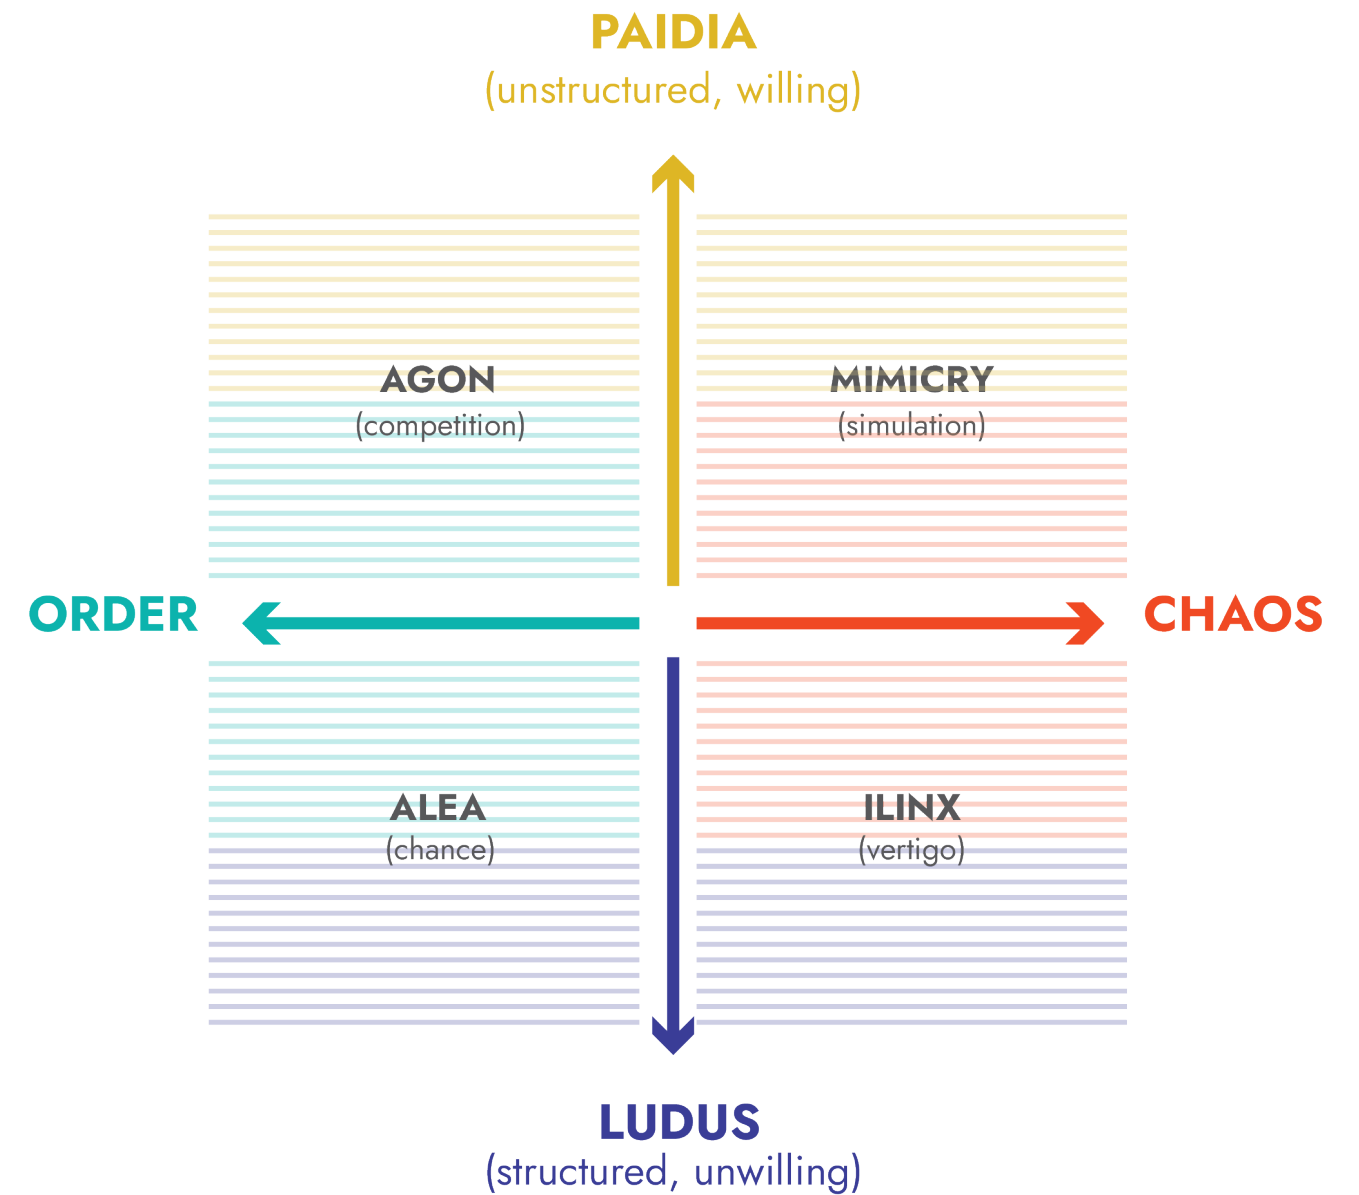 PAIDIA
(unstructured, willing)
AGON
(competition)
MIMICRY
(simulation)
ORDER
CHAOS
ALEA
(chance)
ILINX
(vertigo)
LUDUS
(structured, unwilling)